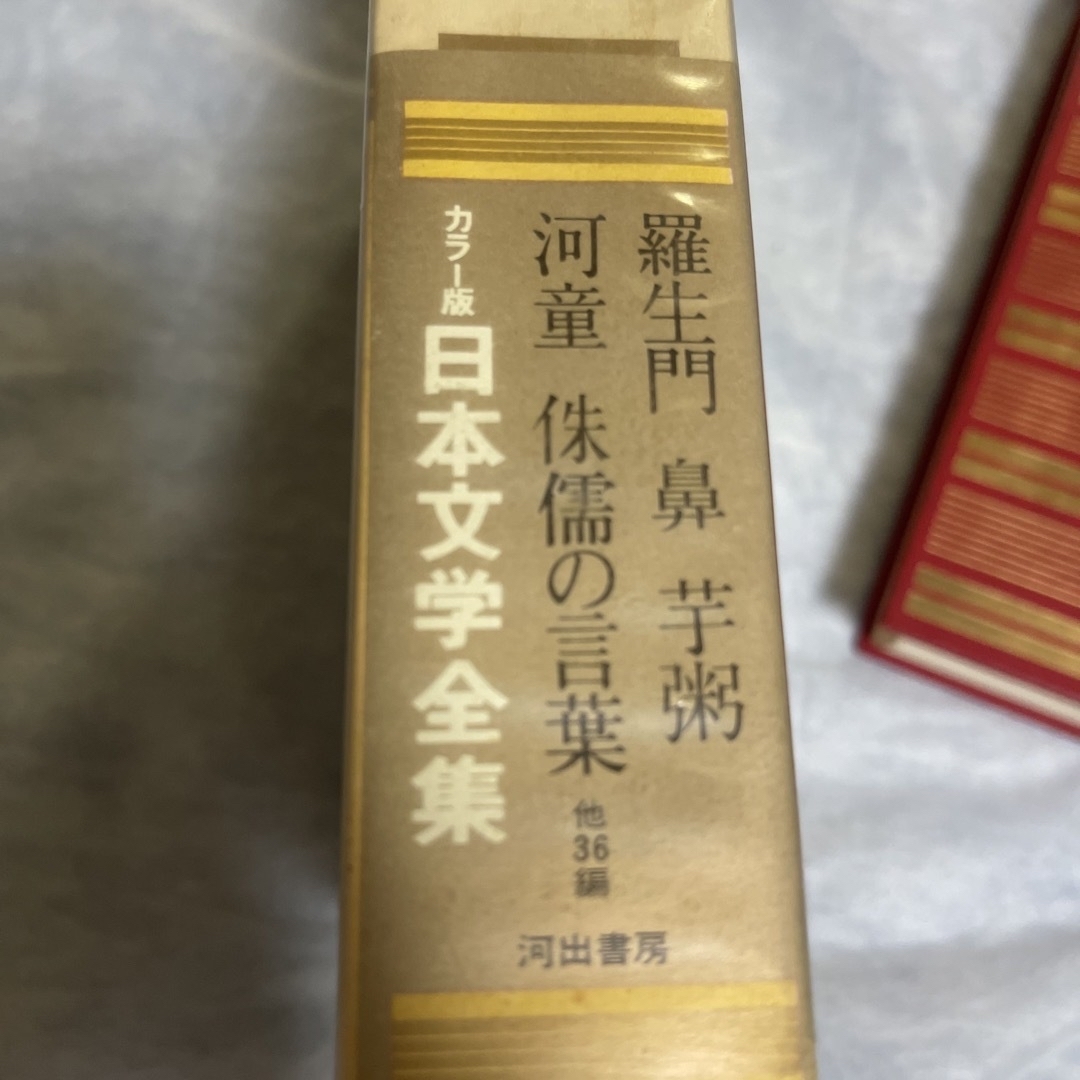 羅生門 鼻 芋粥
河童 侏儒の言葉 他36編
カラー版 日本文学全集
河出書房